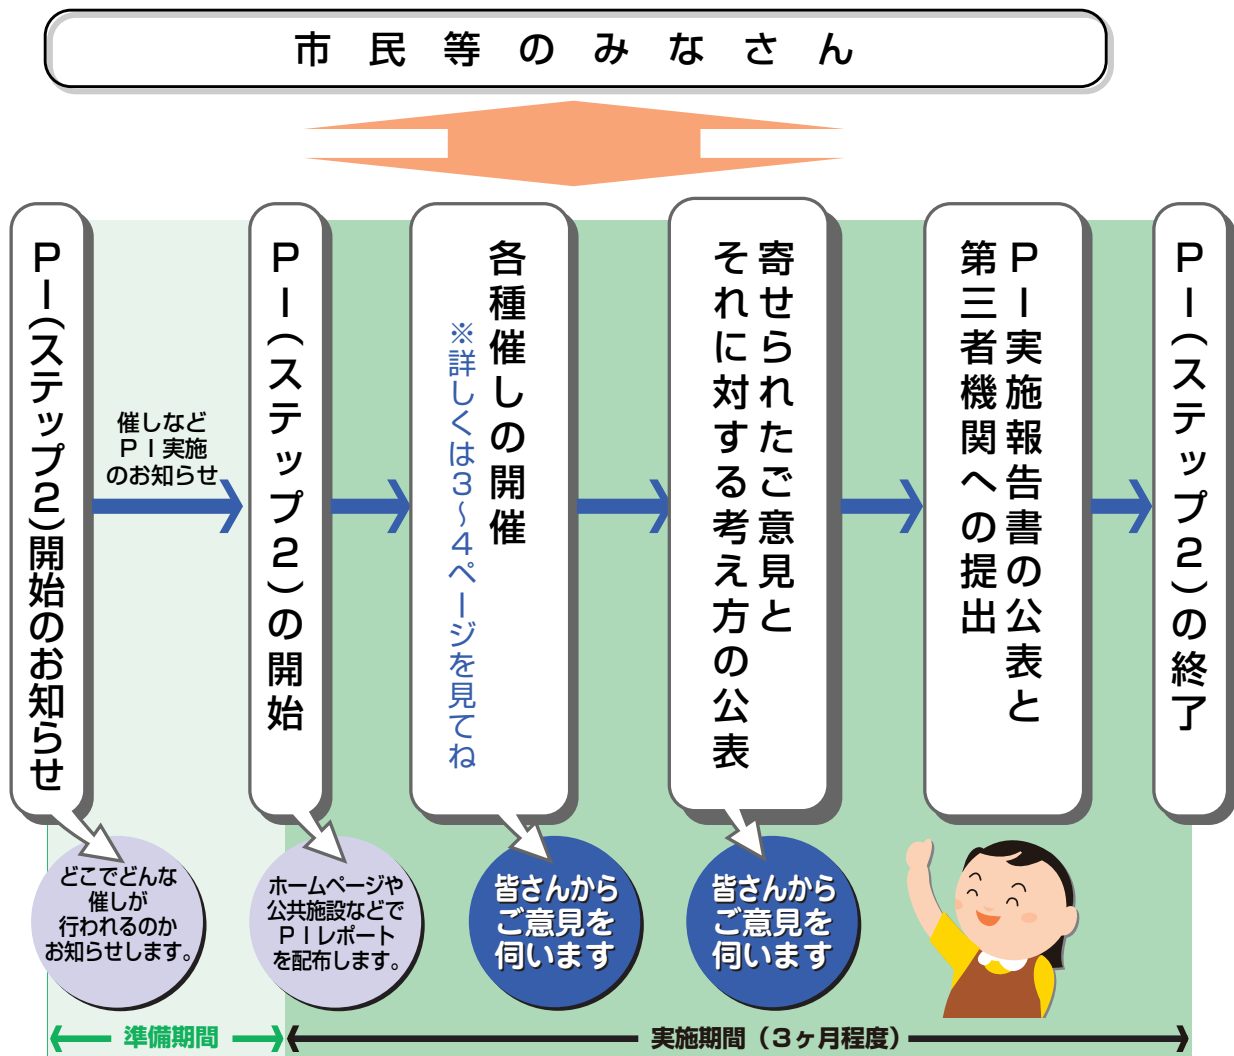 市民等のみなさん
PI(ステップ2)開始のお知らせ
催しなど
PI実施
のお知らせ
PI(ステップ2)の開始
各種催しの開催
※詳しくは3～4ページを見てね
寄せられたご意見と
それに対する考え方の公表
PI実施報告書の公表と
第三者機関への提出
PI(ステップ2)の終了
どこでどんな
催しが
行われるのか
お知らせします。
ホームページや
公共施設などで
PIレポート
を配布します。
皆さんから
ご意見を
伺います
皆さんから
ご意見を
伺います
準備期間
実施期間（3ヶ月程度）